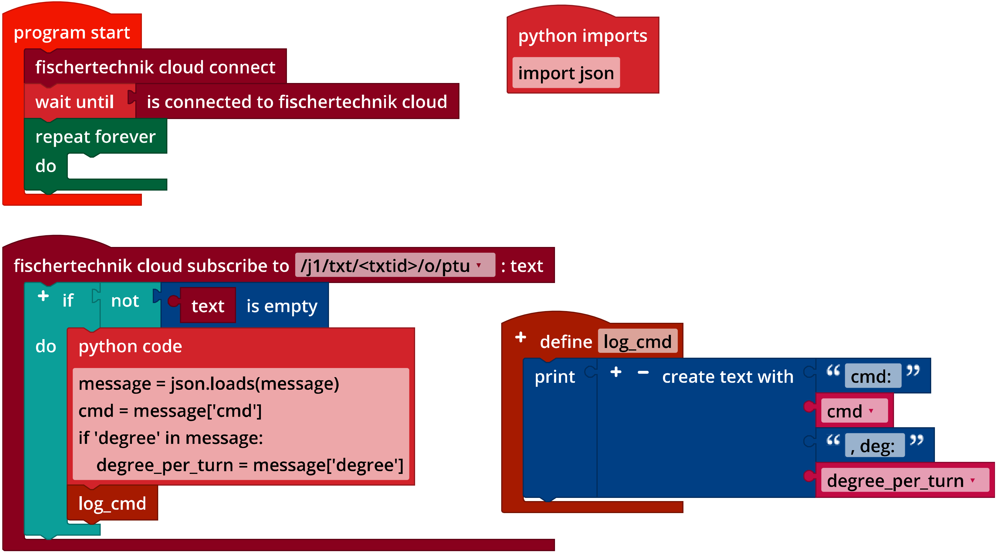 program start
fischertechnik cloud connect
wait until is connected to fischertechnik cloud
repeat forever
do
python imports
import json
fischertechnik cloud subscribe to /j1/txt/<txtid>/o/ptu : text
+ if not text is empty
do python code
message = json.loads(message)
cmd = message['cmd']
if 'degree' in message:
    degree_per_turn = message['degree']
log_cmd
+ define log_cmd
print + − create text with “ cmd: ”
cmd
“ , deg: ”
degree_per_turn